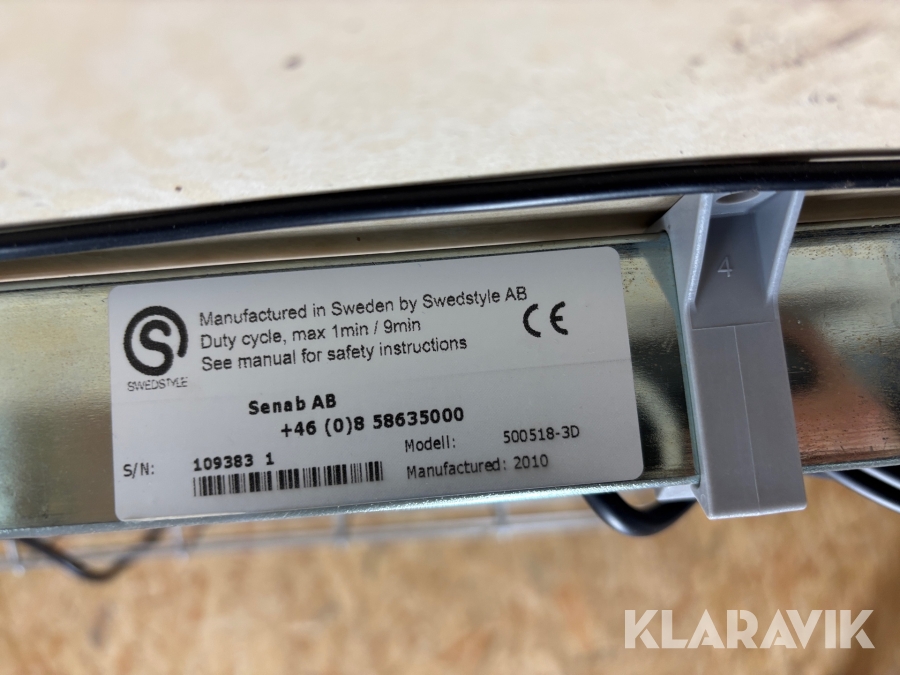 Manufactured in Sweden by Swedstyle AB
Duty cycle, max 1min / 9min
See manual for safety instructions
CE
SWEDSTYLE
Senab AB
+46 (0)8 58635000
S/N: 109383 1
Modell: 500518-3D
Manufactured: 2010
4
KLARAVIK